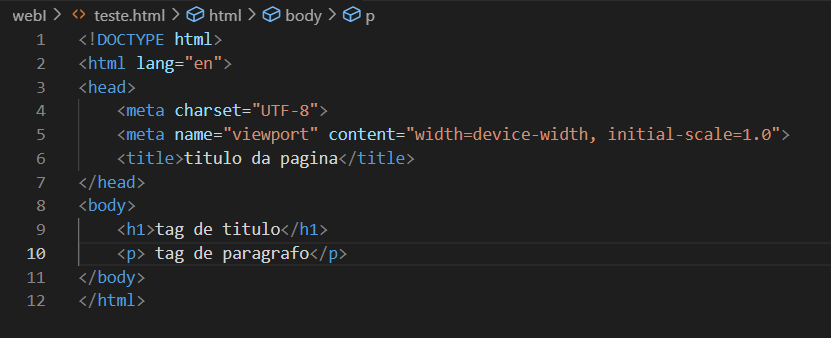 webI > teste.html > html > body > p
1 <!DOCTYPE html>
2 <html lang="en">
3 <head>
4     <meta charset="UTF-8">
5     <meta name="viewport" content="width=device-width, initial-scale=1.0">
6     <title>titulo da pagina</title>
7 </head>
8 <body>
9     <h1>tag de titulo</h1>
10     <p> tag de paragrafo</p>
11 </body>
12 </html>